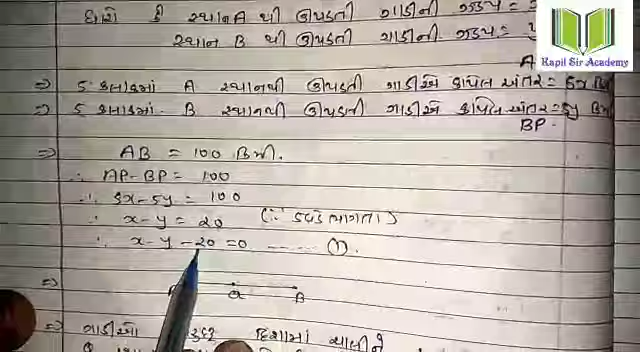 ધારો કે સ્થાન A થી ઊપડતી ગાડીની ઝડપ =
સ્થાન B થી ઊપડતી ગાડીની ઝડપ =
Kapil Sir Academy
A
⇒ 5 કલાકમાં A સ્થાનથી ઊપડતી ગાડીએ કાપેલ અંતર = 5x કિમી
⇒ 5 કલાકમાં B સ્થાનથી ઊપડતી ગાડીએ કાપેલ અંતર = 5y કિમી
BP.
⇒ AB = 100 કિમી.
∴ AP - BP = 100
∴ 5x - 5y = 100
∴ x - y = 20 (∵ 5 વડે ભાગતા)
∴ x - y - 20 = 0 ------ (1).
⇒ Q B
⇒ ગાડીઓ દિશામાં ચાલીને
Q